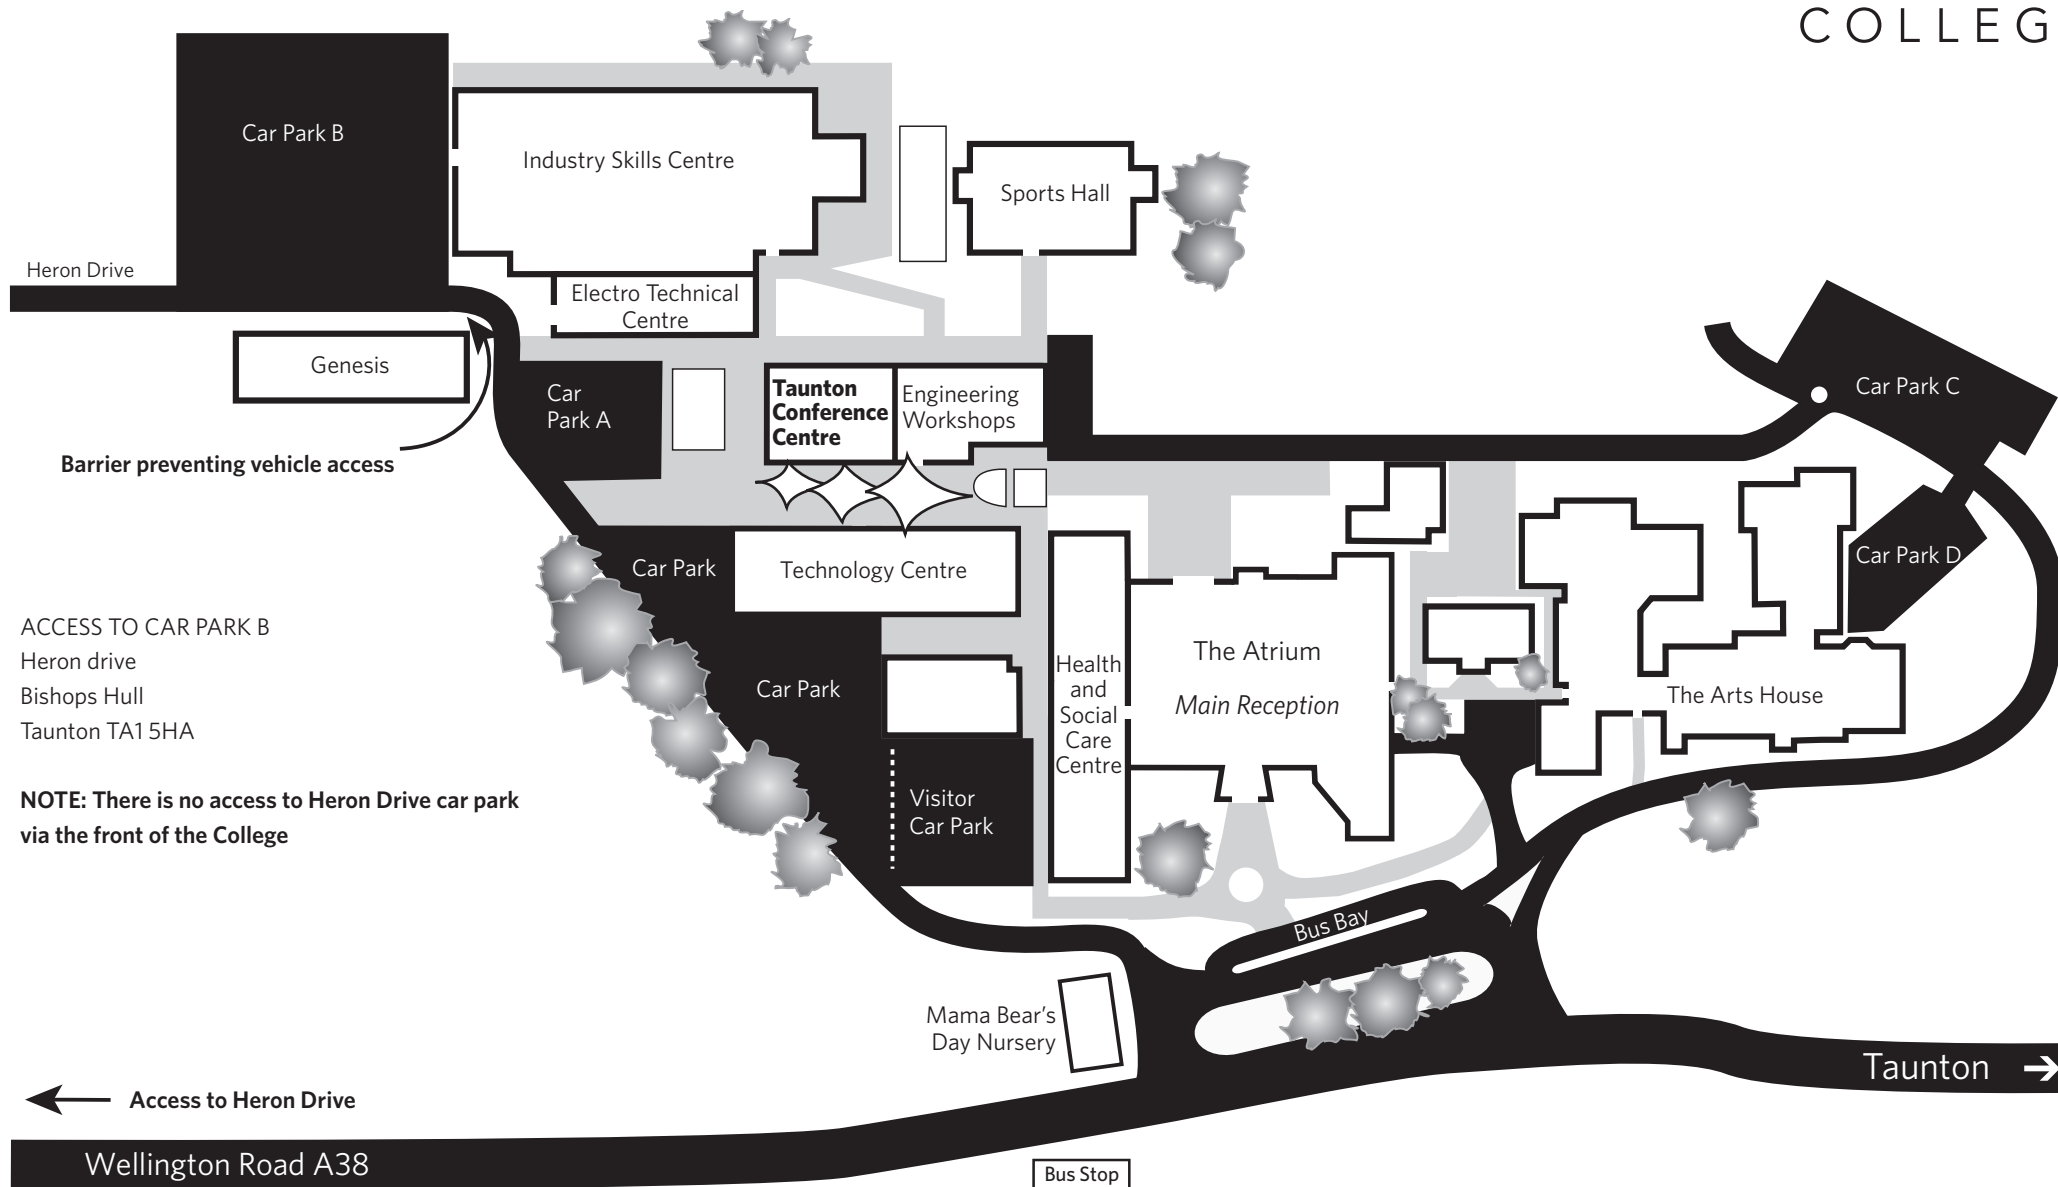 COLLEG
Car Park B
Industry Skills Centre
Sports Hall
Heron Drive
Electro Technical
Centre
Genesis
Car
Park A
Taunton
Conference
Centre
Engineering
Workshops
Car Park C
Barrier preventing vehicle access
Car Park
Technology Centre
Car Park D
ACCESS TO CAR PARK B
Heron drive
Bishops Hull
Taunton TA1 5HA
Car Park
Health
and
Social
Care
Centre
The Atrium
Main Reception
The Arts House
NOTE: There is no access to Heron Drive car park
via the front of the College
Visitor
Car Park
Bus Bay
Mama Bear's
Day Nursery
Taunton
Access to Heron Drive
Wellington Road A38
Bus Stop